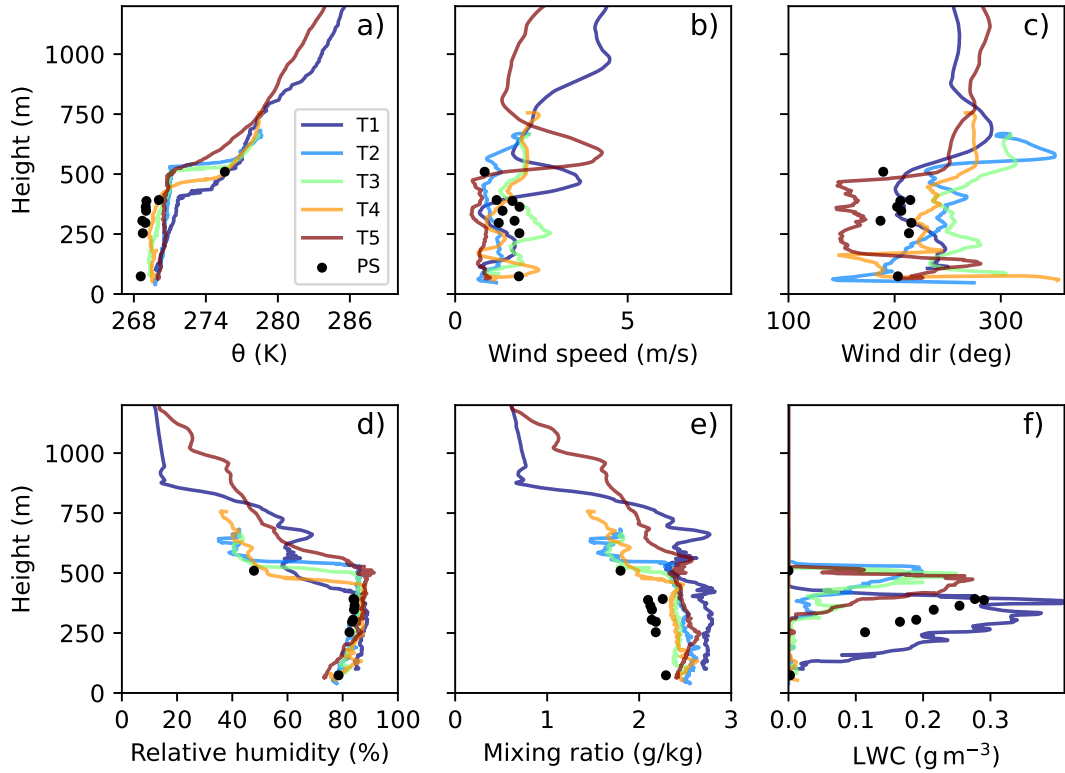 a)
b)
c)
1000
750
500
250
0
Height (m)
T1
T2
T3
T4
T5
PS
268
274
280
286
0
5
100
200
300
θ (K)
Wind speed (m/s)
Wind dir (deg)
d)
e)
f)
1000
750
500
250
0
Height (m)
0
20
40
60
80
100
0
1
2
3
0.0
0.1
0.2
0.3
Relative humidity (%)
Mixing ratio (g/kg)
LWC (g m⁻³)